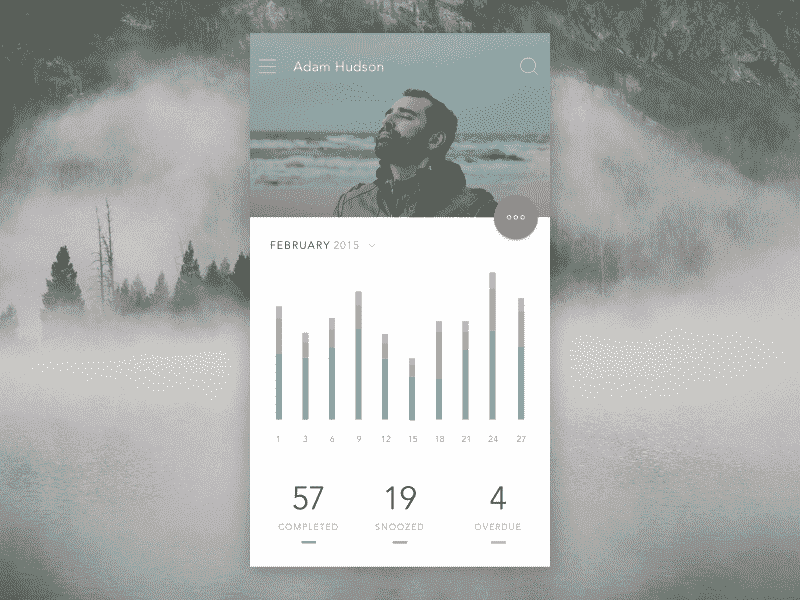 Adam Hudson
FEBRUARY 2015
1 3 6 9 12 15 18 21 24 27
57 19 4
COMPLETED SNOOZED OVERDUE